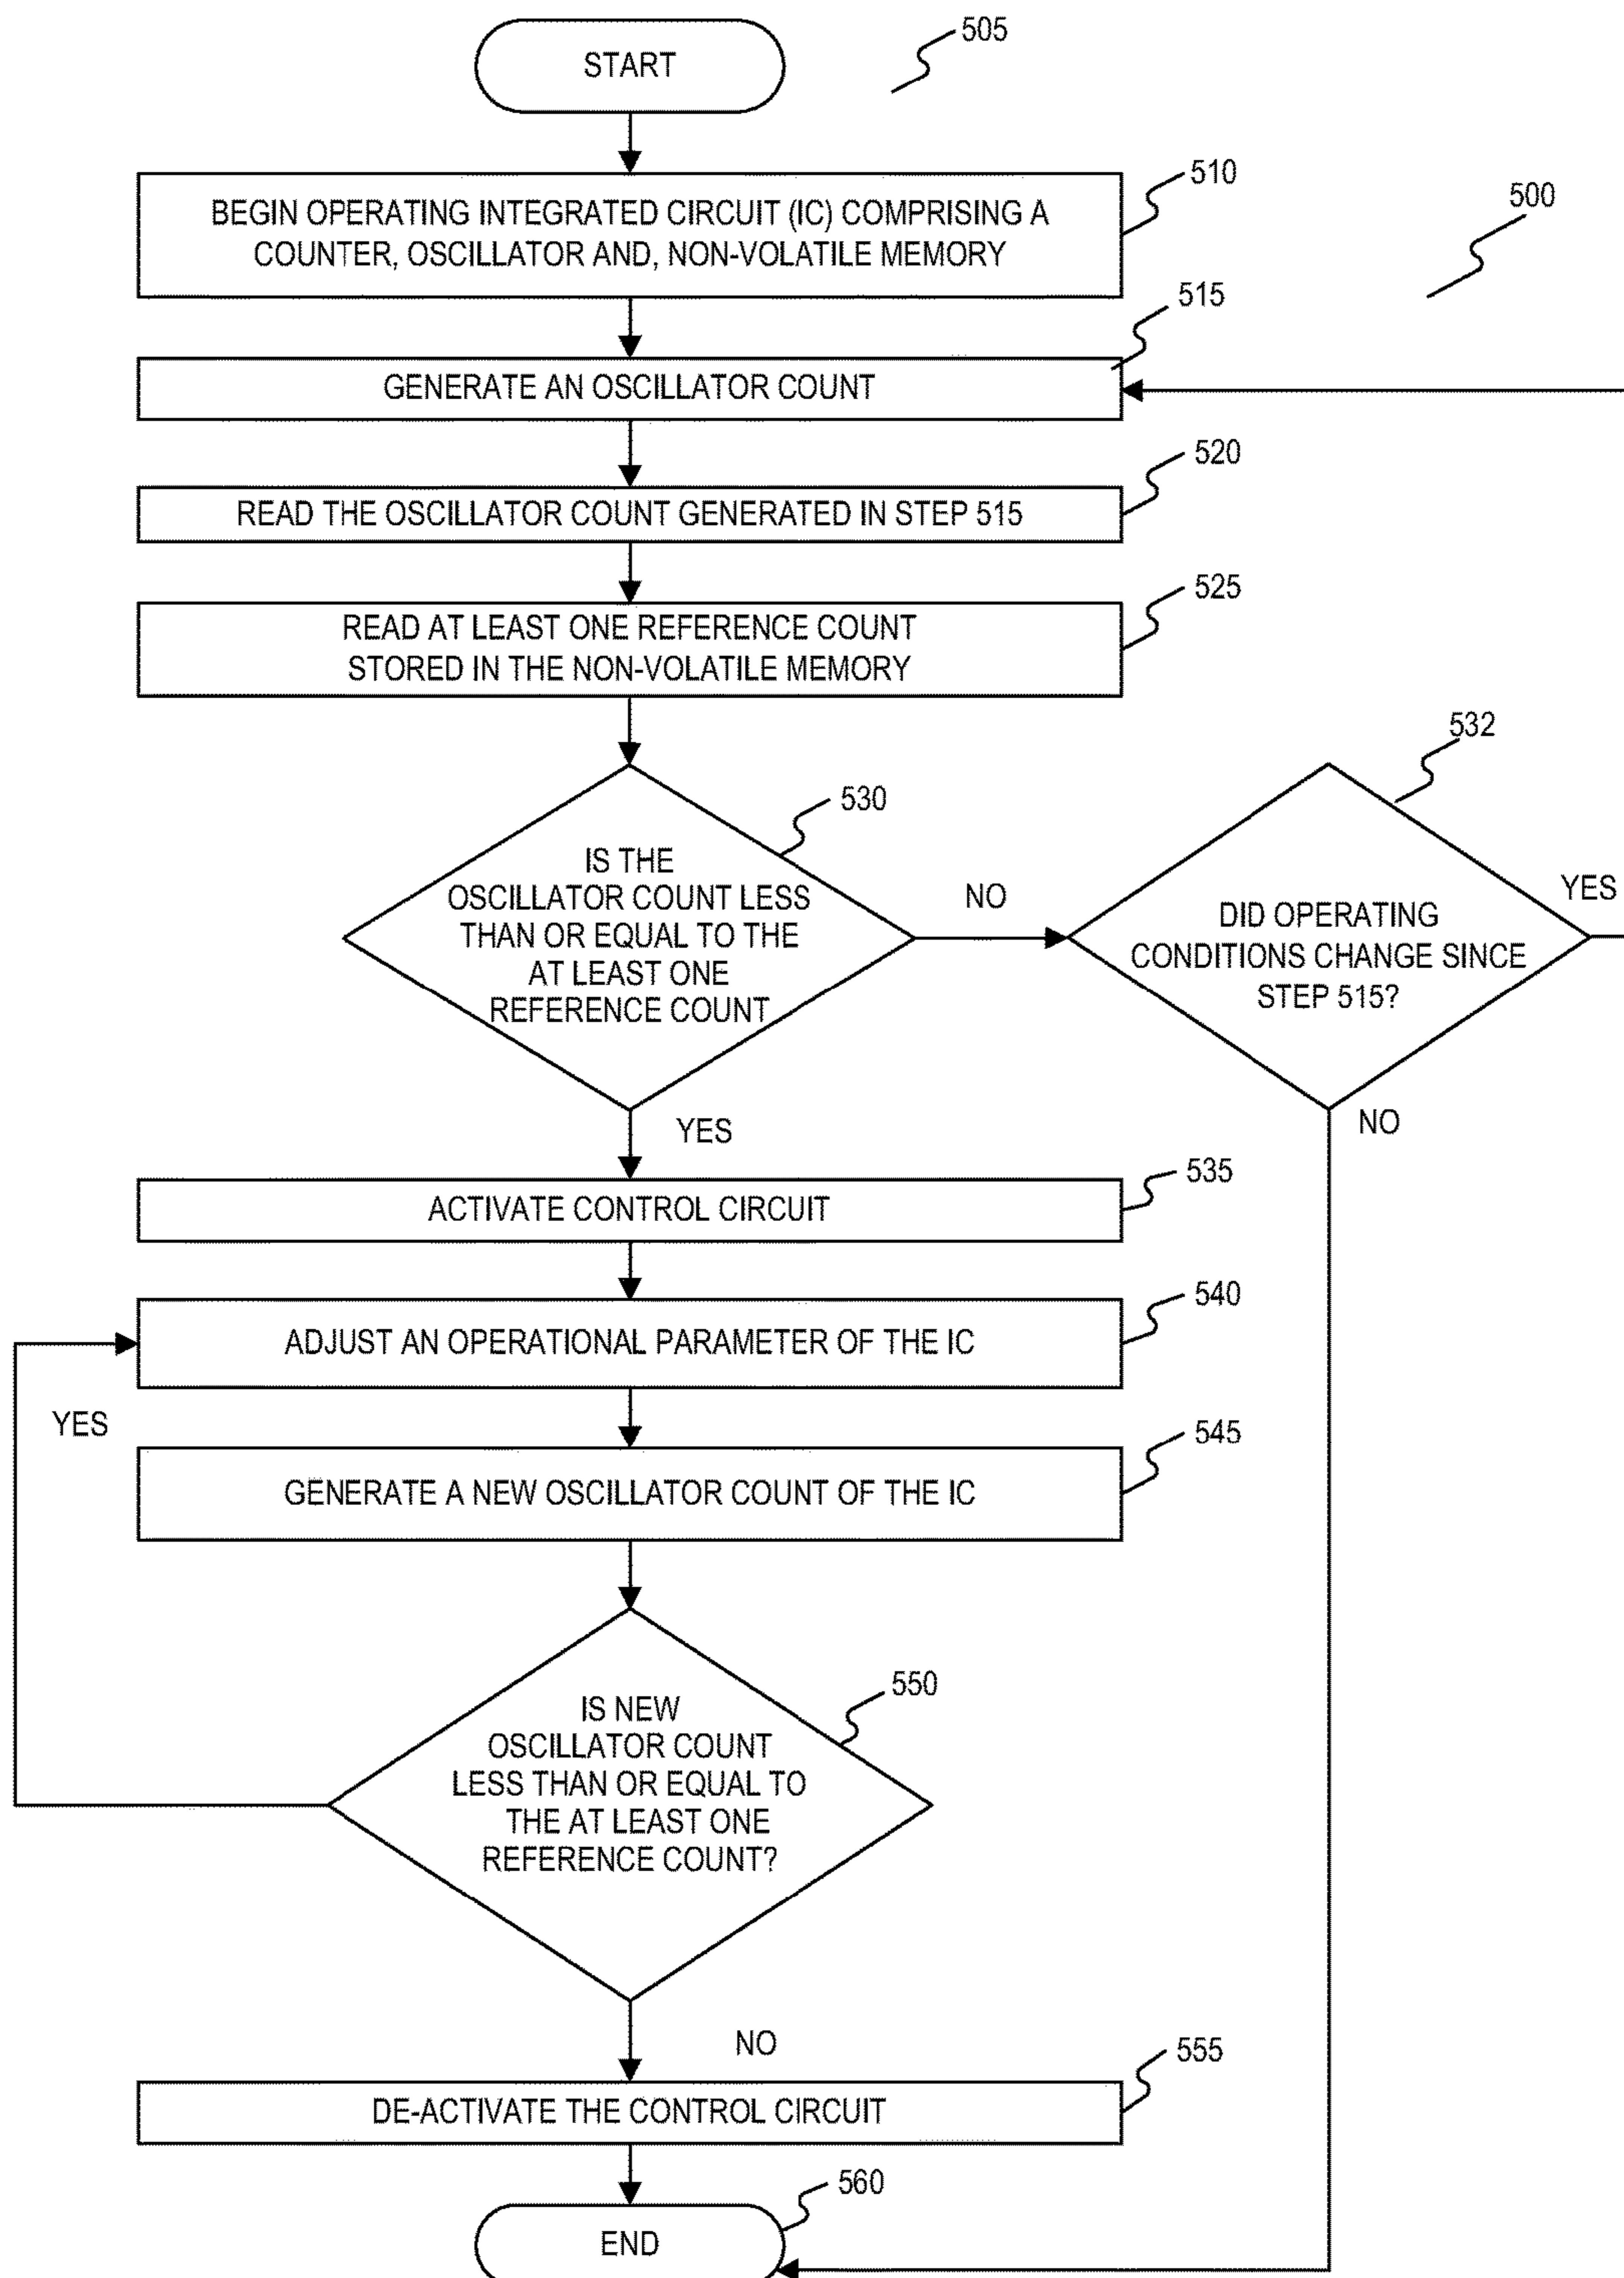 START
505
BEGIN OPERATING INTEGRATED CIRCUIT (IC) COMPRISING A
COUNTER, OSCILLATOR AND, NON-VOLATILE MEMORY
510
500
515
GENERATE AN OSCILLATOR COUNT
520
READ THE OSCILLATOR COUNT GENERATED IN STEP 515
525
READ AT LEAST ONE REFERENCE COUNT
STORED IN THE NON-VOLATILE MEMORY
532
530
IS THE
OSCILLATOR COUNT LESS
THAN OR EQUAL TO THE
AT LEAST ONE
REFERENCE COUNT
NO
DID OPERATING
CONDITIONS CHANGE SINCE
STEP 515?
YES
NO
YES
535
ACTIVATE CONTROL CIRCUIT
540
ADJUST AN OPERATIONAL PARAMETER OF THE IC
YES
545
GENERATE A NEW OSCILLATOR COUNT OF THE IC
550
IS NEW
OSCILLATOR COUNT
LESS THAN OR EQUAL TO
THE AT LEAST ONE
REFERENCE COUNT?
NO
555
DE-ACTIVATE THE CONTROL CIRCUIT
560
END